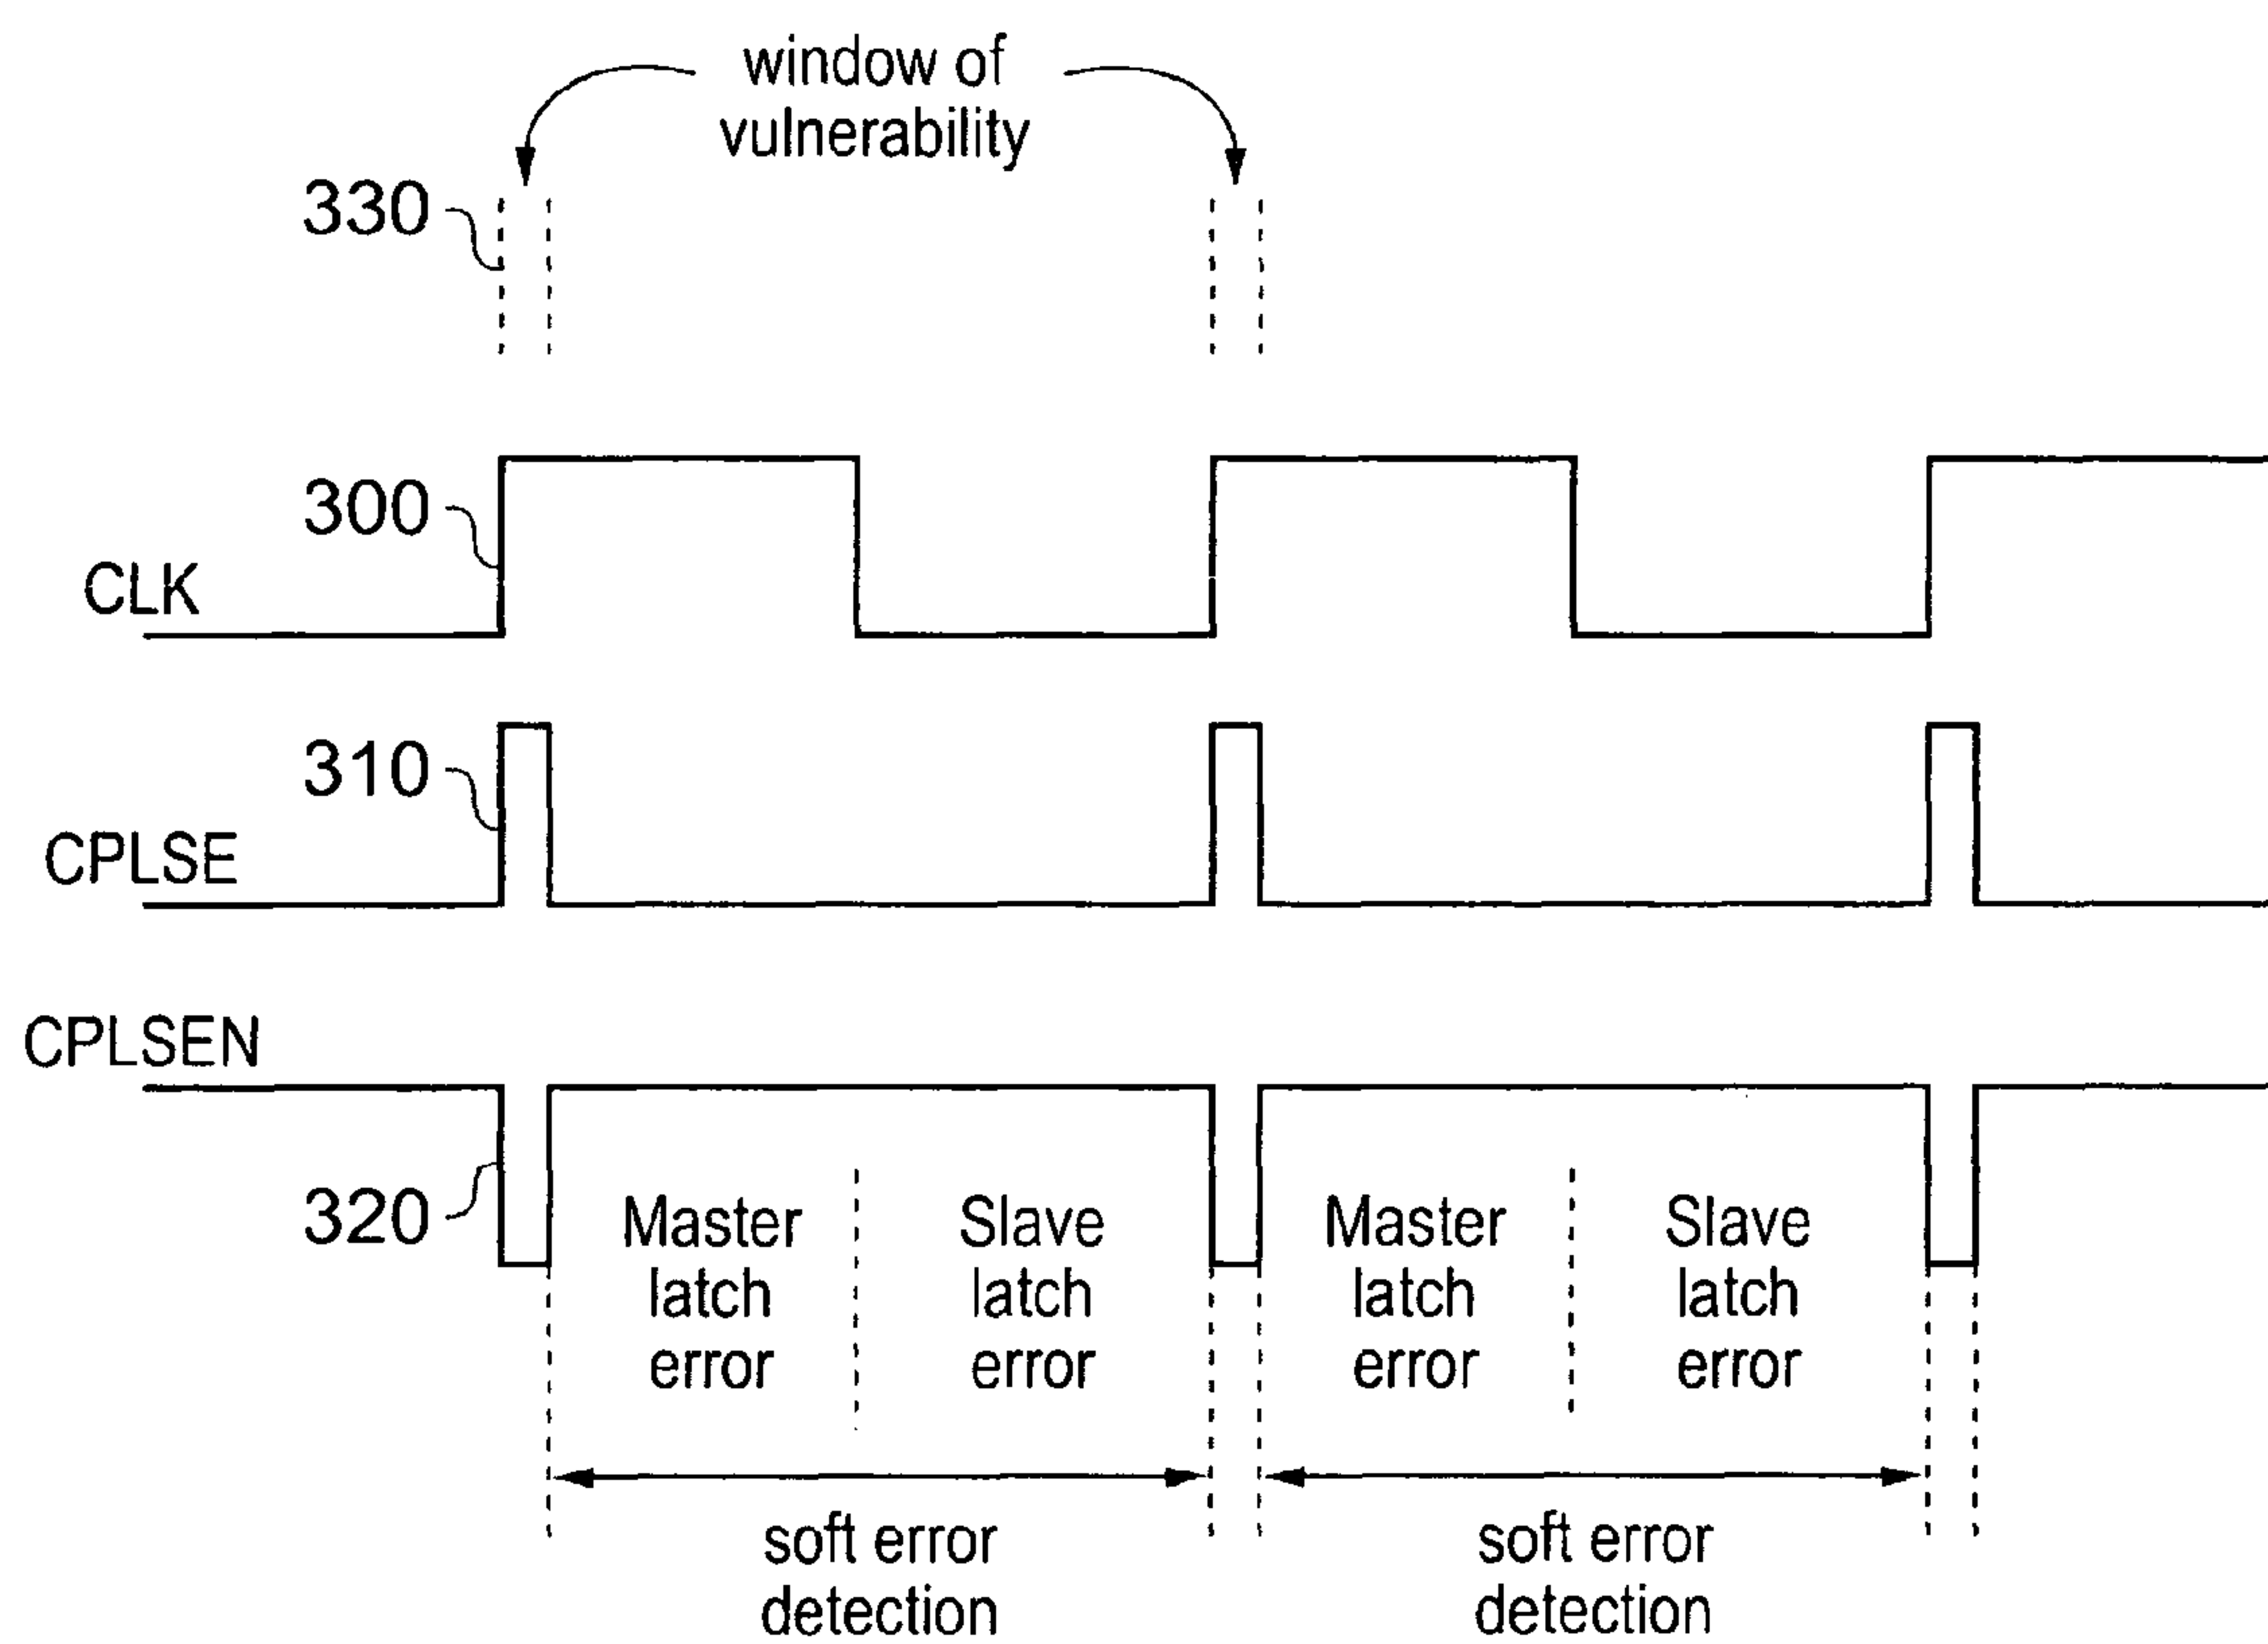 window of
vulnerability
330
300
CLK
310
CPLSE
CPLSEN
320
Master
latch
error
Slave
latch
error
Master
latch
error
Slave
latch
error
soft error
detection
soft error
detection